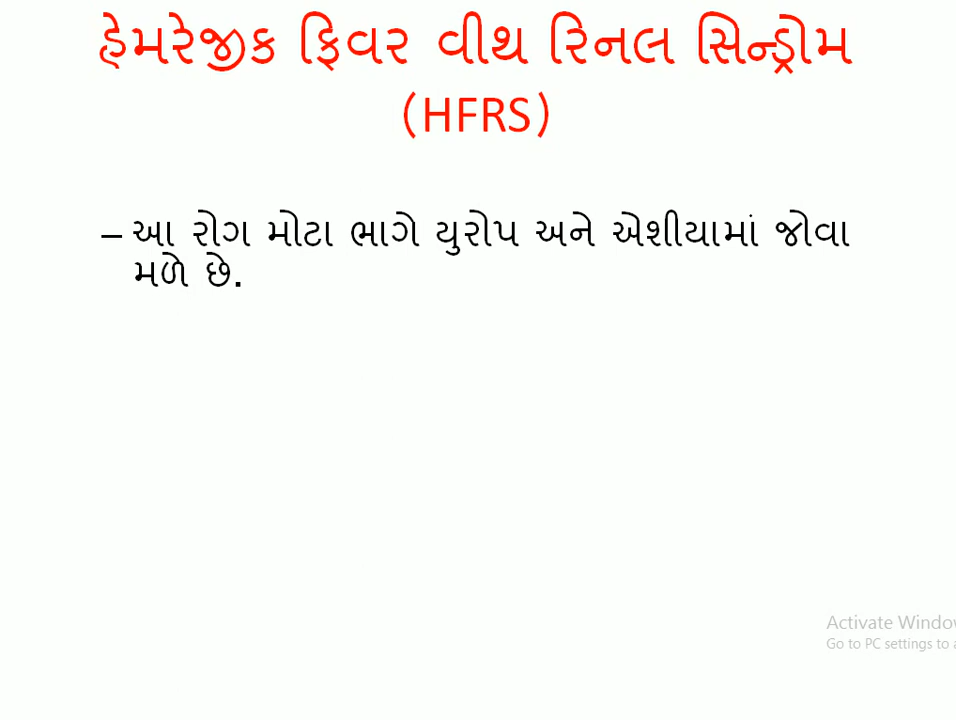 હેમરેજીક ફિવર વીથ રિનલ સિન્ડ્રોમ
(HFRS)
– આ રોગ મોટા ભાગે યુરોપ અને એશીયામાં જોવા
મળે છે.
Activate Window
Go to PC settings to a